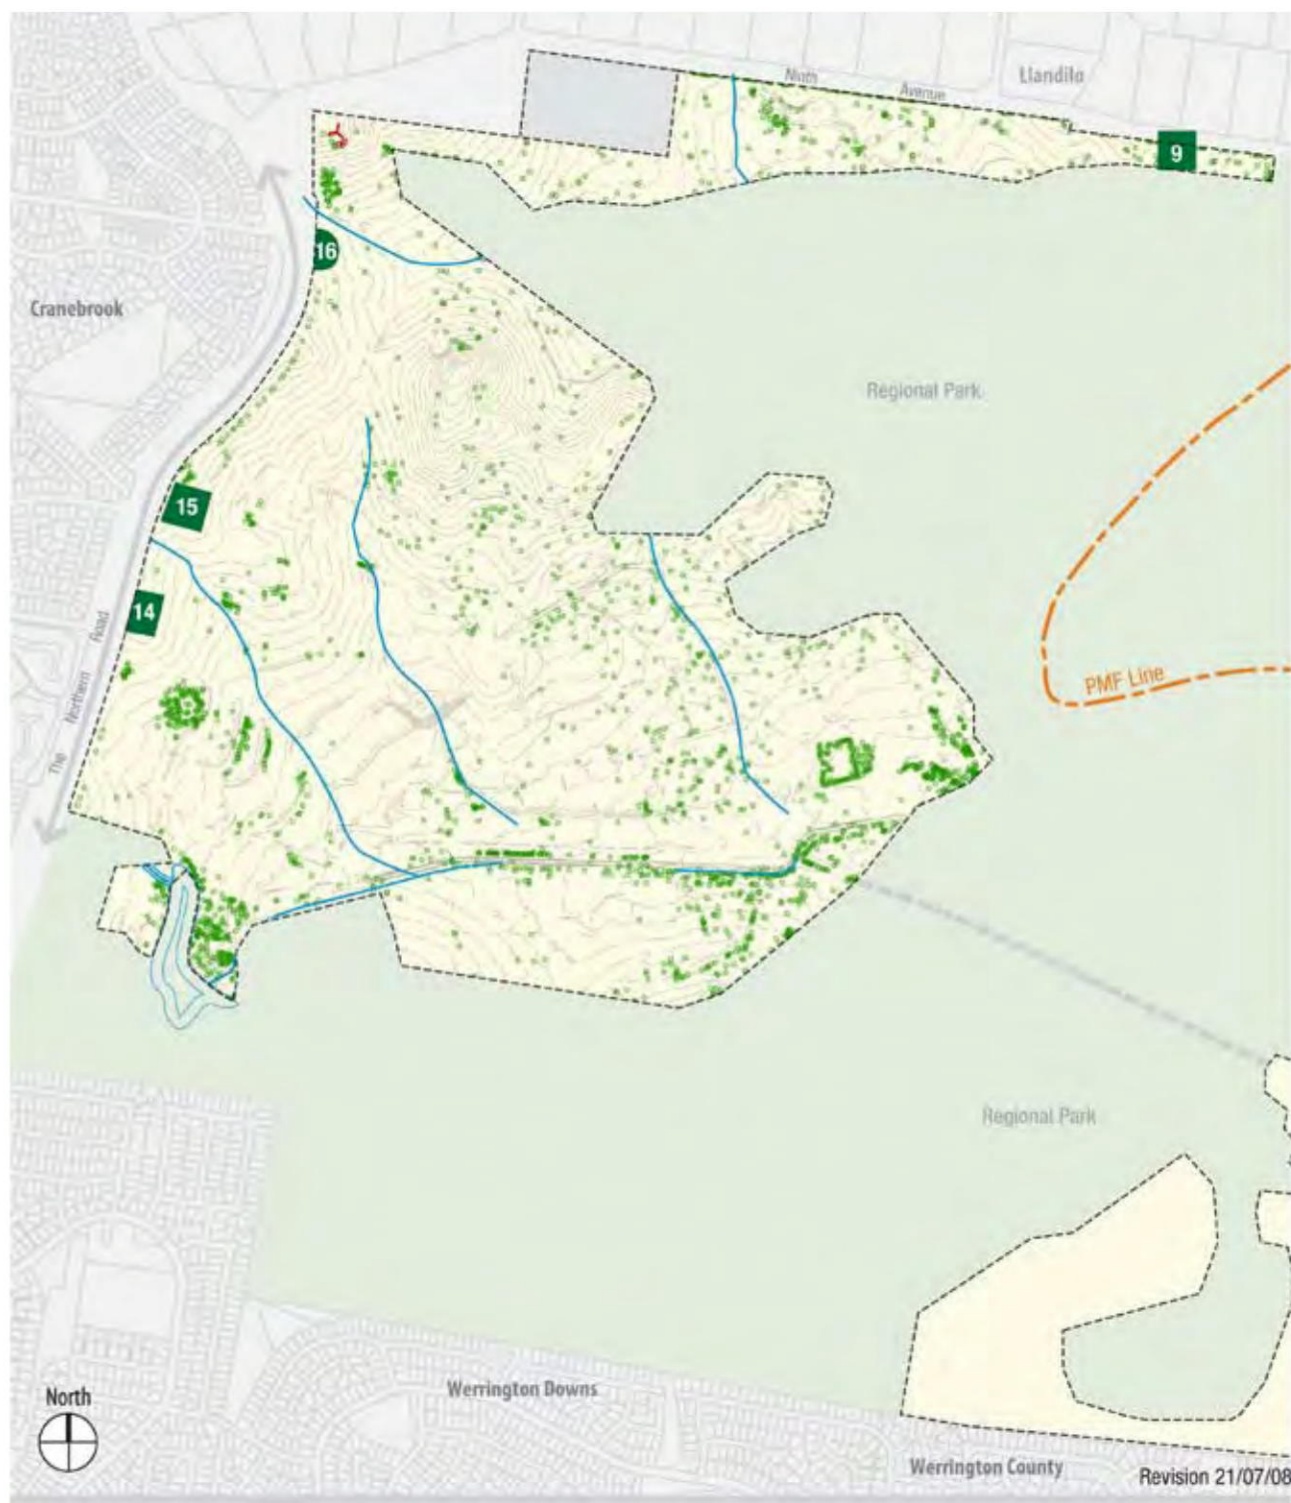 Ninth
Avenue
Llandilo
9
16
Cranebrook
Regional Park
15
14
The Northern Road
PMF Line
Regional Park
North
Werrington Downs
Werrington County
Revision 21/07/08